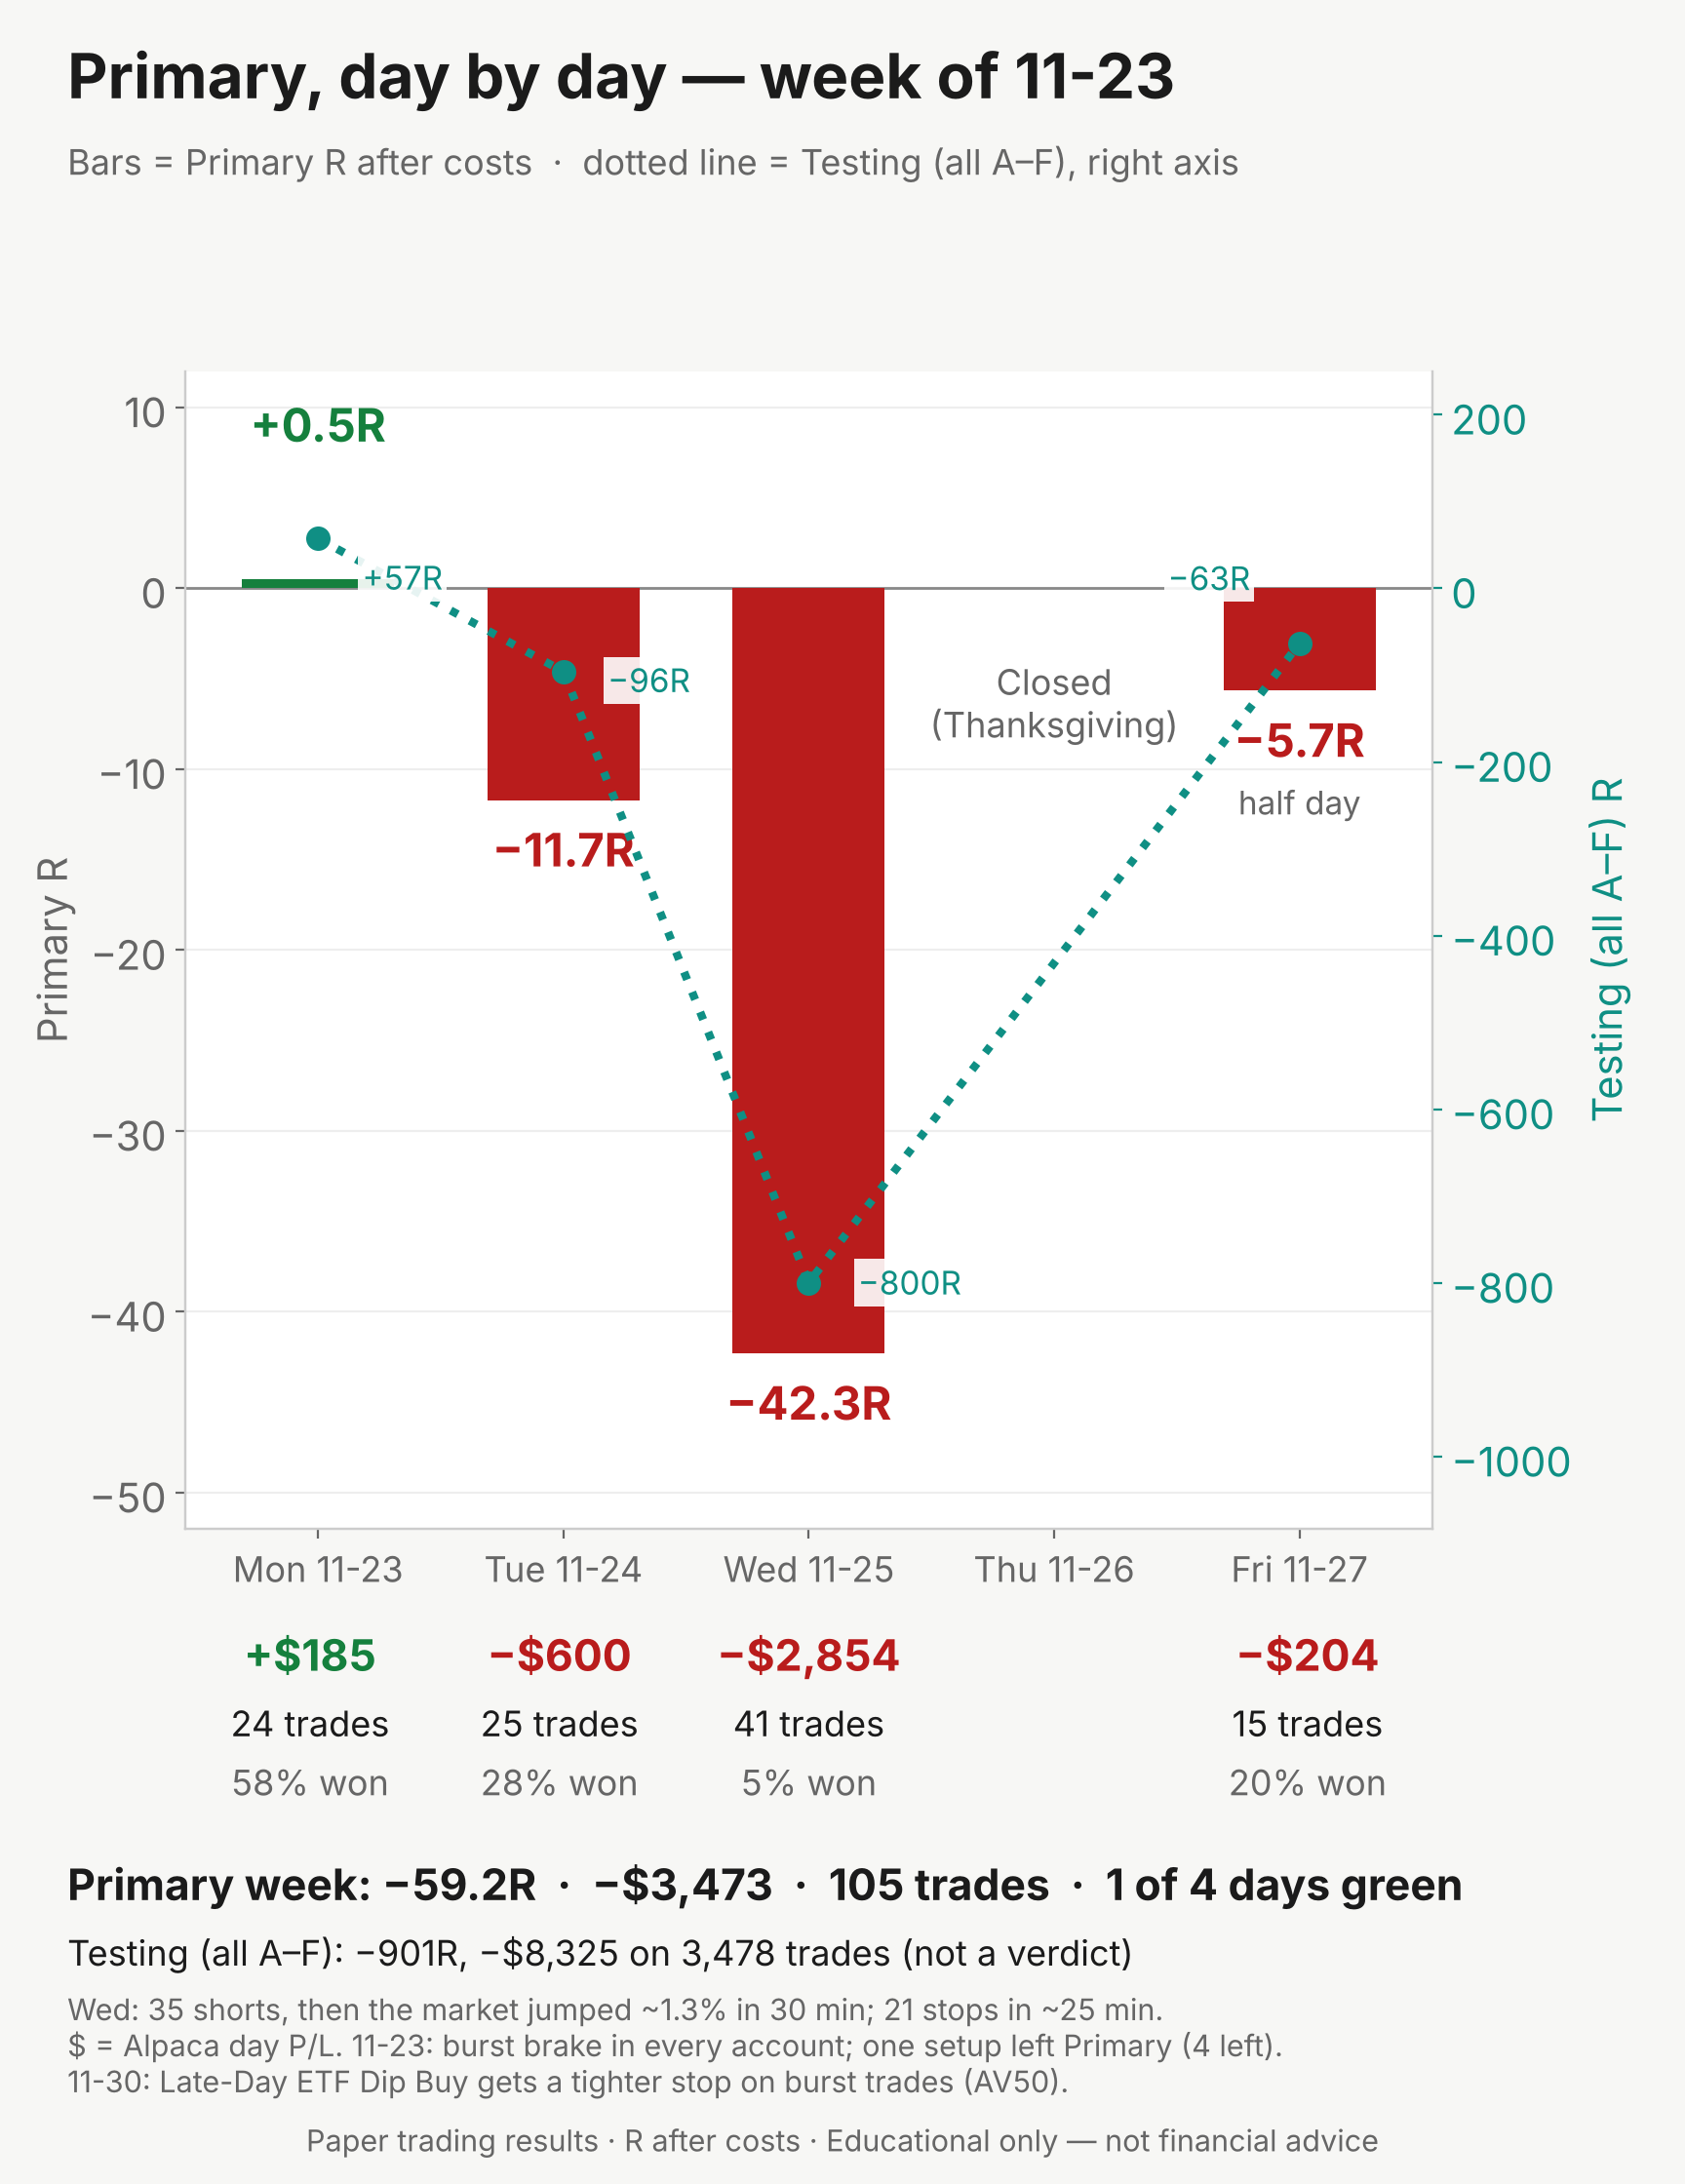 Primary, day by day — week of 11-23
Bars = Primary R after costs · dotted line = Testing (all A–F), right axis
10
+0.5R
200
+57R
−63R
0
0
−96R
Closed
(Thanksgiving)
−5.7R
−10
−200
half day
−11.7R
Primary R
Testing (all A–F) R
−20
−400
−30
−600
−800R
−40
−800
−42.3R
−1000
−50
Mon 11-23 Tue 11-24 Wed 11-25 Thu 11-26 Fri 11-27
+$185 −$600 −$2,854 −$204
24 trades 25 trades 41 trades 15 trades
58% won 28% won 5% won 20% won
Primary week: −59.2R · −$3,473 · 105 trades · 1 of 4 days green
Testing (all A–F): −901R, −$8,325 on 3,478 trades (not a verdict)
Wed: 35 shorts, then the market jumped ~1.3% in 30 min; 21 stops in ~25 min.
$ = Alpaca day P/L. 11-23: burst brake in every account; one setup left Primary (4 left).
11-30: Late-Day ETF Dip Buy gets a tighter stop on burst trades (AV50).
Paper trading results · R after costs · Educational only — not financial advice